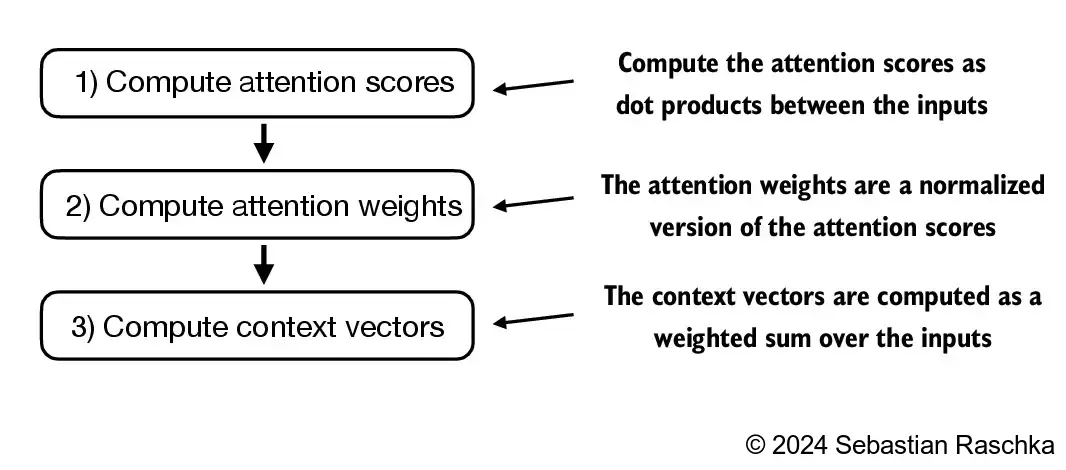 1) Compute attention scores
Compute the attention scores as
dot products between the inputs
2) Compute attention weights
The attention weights are a normalized
version of the attention scores
3) Compute context vectors
The context vectors are computed as a
weighted sum over the inputs
© 2024 Sebastian Raschka